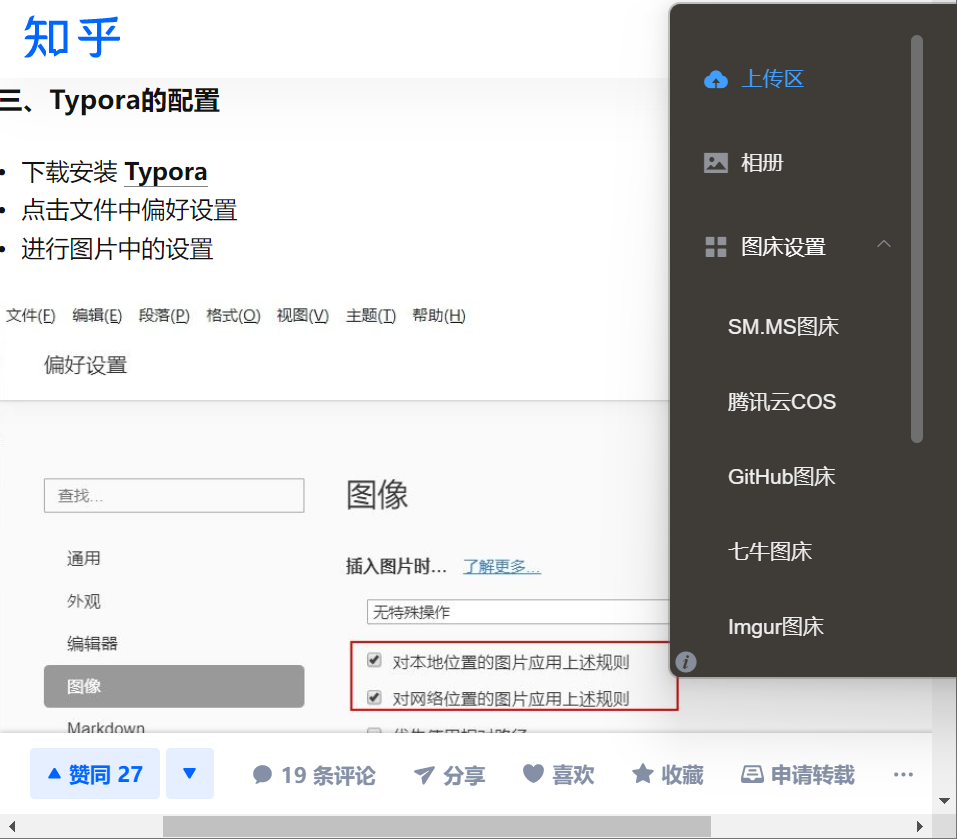 知乎
三、Typora的配置
• 下载安装 Typora
• 点击文件中偏好设置
• 进行图片中的设置
文件(F) 编辑(E) 段落(P) 格式(O) 视图(V) 主题(T) 帮助(H)
偏好设置
查找...
通用
外观
编辑器
图像
Markdown
图像
插入图片时... 了解更多...
无特殊操作
对本地位置的图片应用上述规则
对网络位置的图片应用上述规则
优先使用相对路径
上传区
相册
图床设置
SM.MS图床
腾讯云COS
GitHub图床
七牛图床
Imgur图床
赞同 27
19 条评论 分享 喜欢 收藏 申请转载